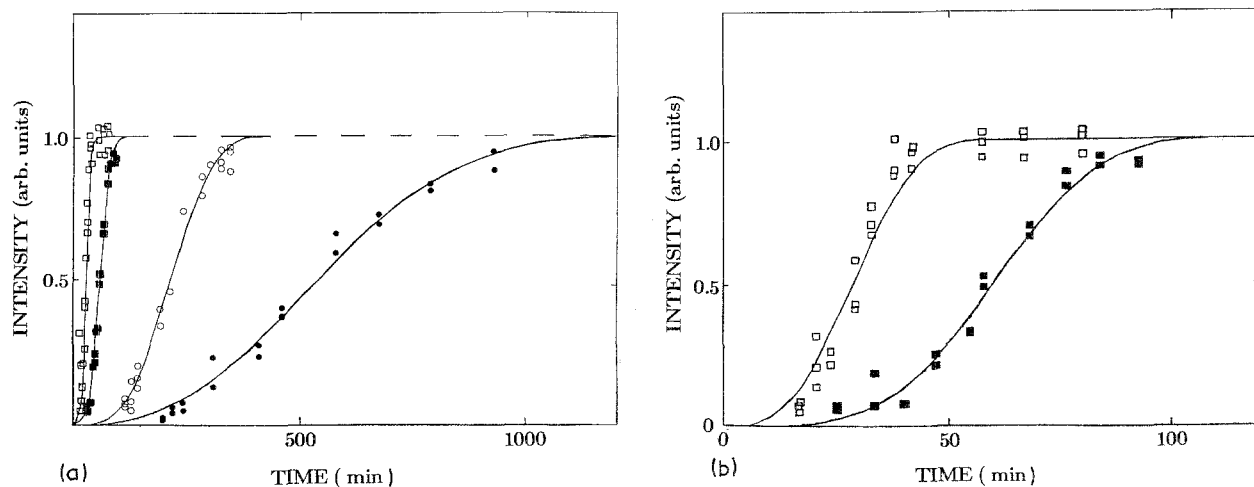 INTENSITY (arb. units)
1.0
0.5
0
500
1000
(a)
TIME ( min)
INTENSITY (arb. units)
1.0
0.5
0
50
100
(b)
TIME ( min)